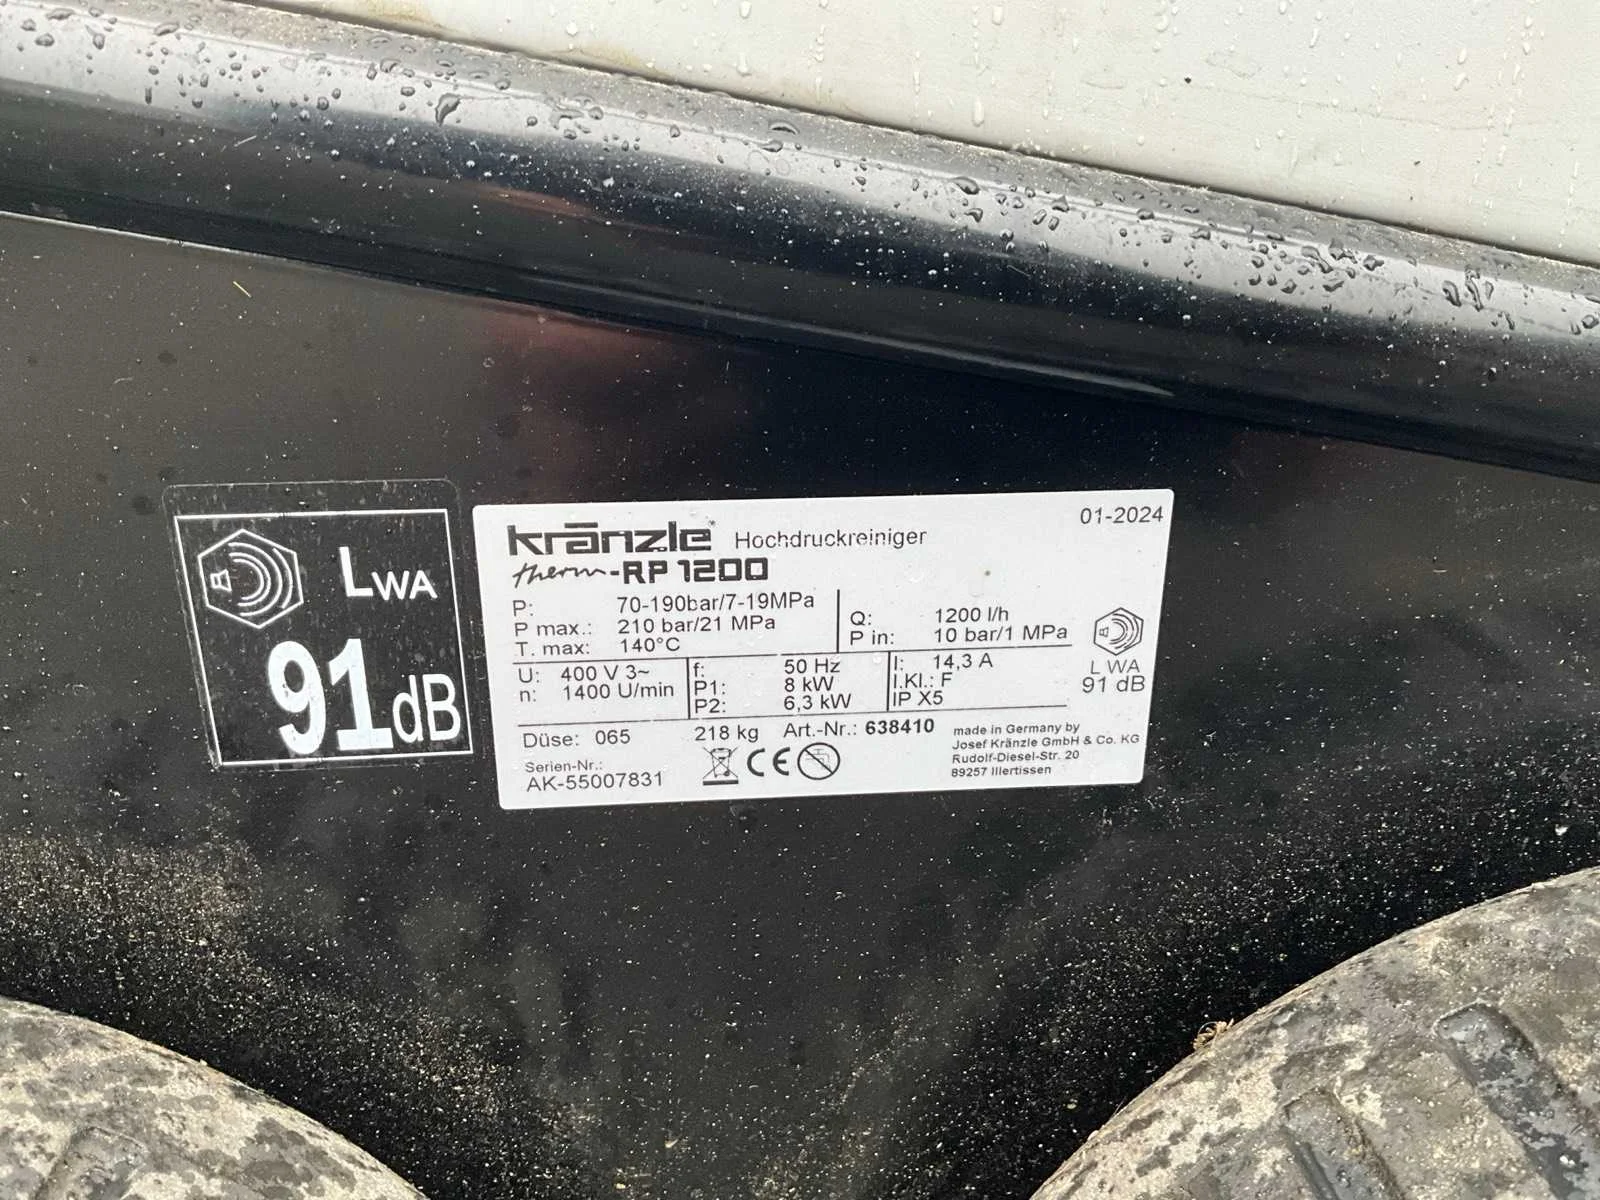 LWA
91dB
kränzle® Hochdruckreiniger
01-2024
therm-RP 1200
P: 70-190bar/7-19MPa
P max.: 210 bar/21 MPa
T. max: 140°C
Q: 1200 l/h
P in: 10 bar/1 MPa
U: 400 V 3~
n: 1400 U/min
f: 50 Hz
P1: 8 kW
P2: 6,3 kW
I: 14,3 A
I.Kl.: F
IP X5
L WA
91 dB
Düse: 065
218 kg Art.-Nr.: 638410
Serien-Nr.:
AK-55007831
CE
made in Germany by
Josef Kränzle GmbH & Co. KG
Rudolf-Diesel-Str. 20
89257 Illertissen